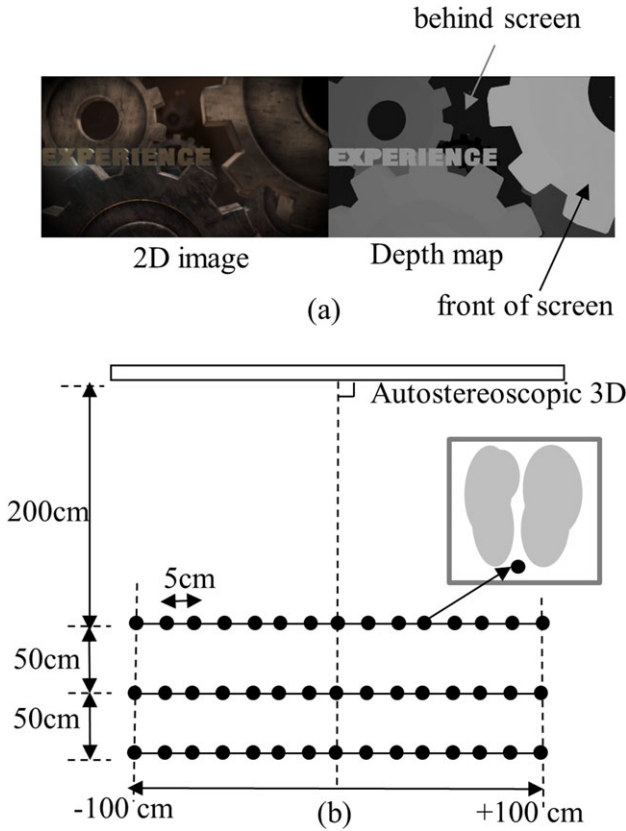 behind screen
EXPERIENCE
EXPERIENCE
2D image
Depth map
front of screen
(a)
Autostereoscopic 3D
200cm
5cm
50cm
50cm
-100 cm
(b)
+100 cm